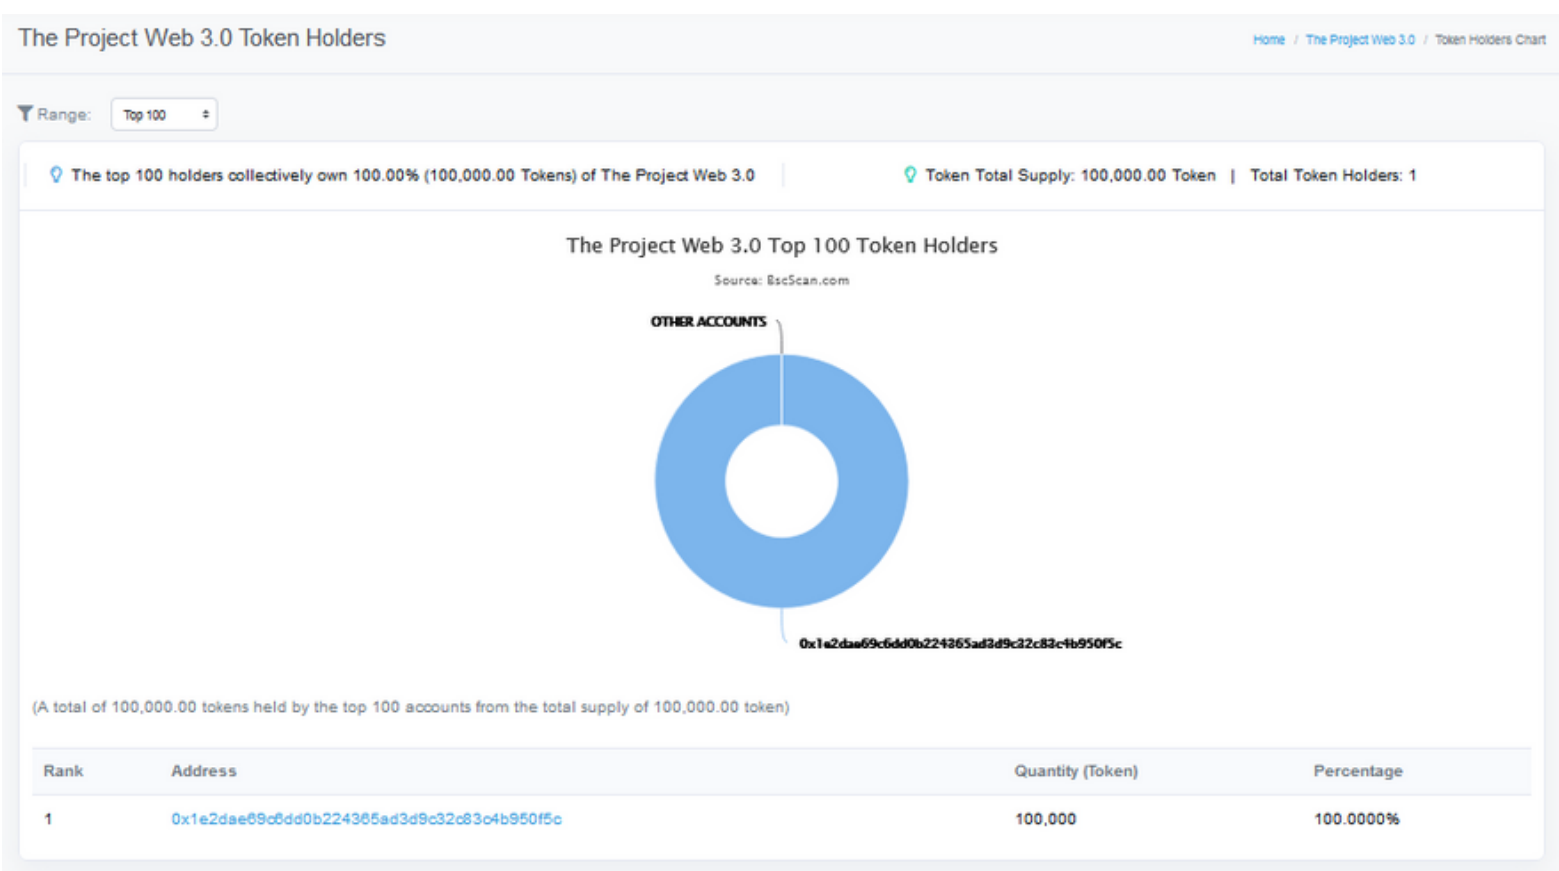 The Project Web 3.0 Token Holders
Home / The Project Web 3.0 / Token Holders Chart
Range: Top 100
The top 100 holders collectively own 100.00% (100,000.00 Tokens) of The Project Web 3.0
Token Total Supply: 100,000.00 Token | Total Token Holders: 1
The Project Web 3.0 Top 100 Token Holders
Source: BscScan.com
OTHER ACCOUNTS
0x1e2dae69c6dd0b224365ad3d9c32c83c4b950f5c
(A total of 100,000.00 tokens held by the top 100 accounts from the total supply of 100,000.00 token)
Rank Address Quantity (Token) Percentage
1 0x1e2dae69c6dd0b224365ad3d9c32c83c4b950f5c 100,000 100.0000%